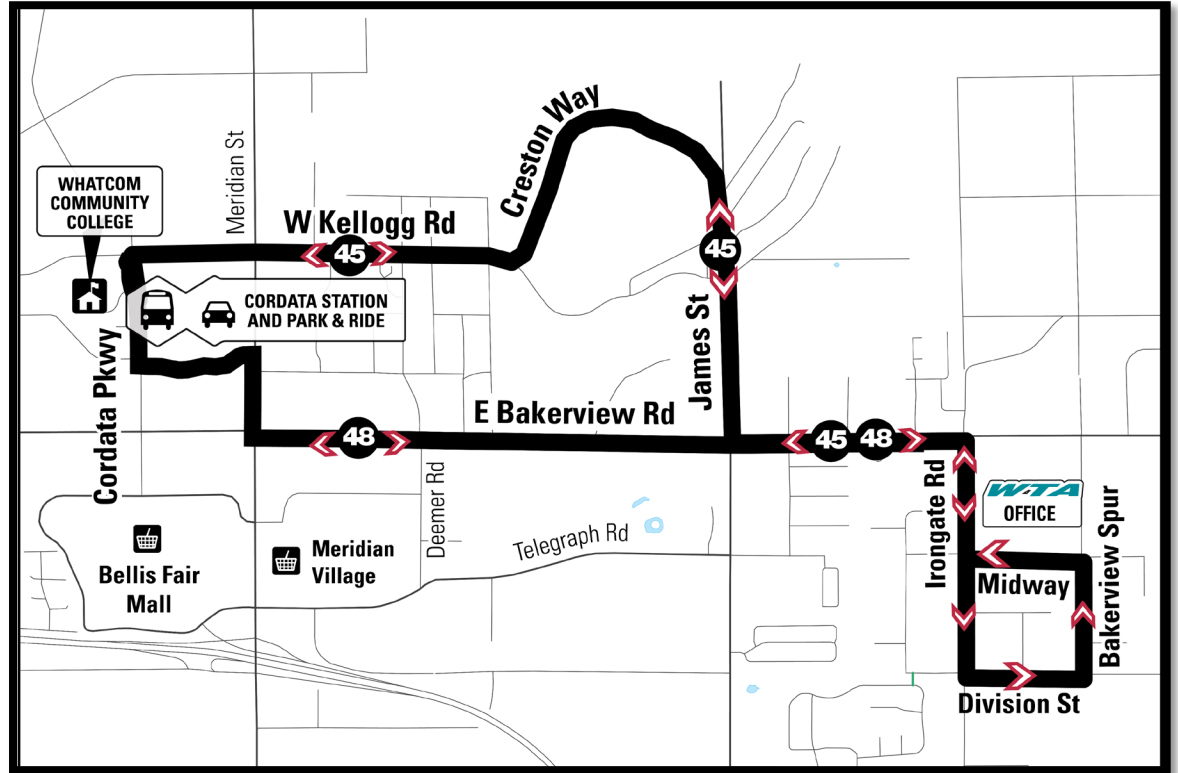 Creston Way
Meridian St
WHATCOM
COMMUNITY
COLLEGE
W Kellogg Rd
45
45
CORDATA STATION
AND PARK & RIDE
James St
Cordata Pkwy
E Bakerview Rd
48
45
48
Deemer Rd
Irongate Rd
WTA
OFFICE
Bakerview Spur
Telegraph Rd
Meridian
Village
Bellis Fair
Mall
Midway
Division St